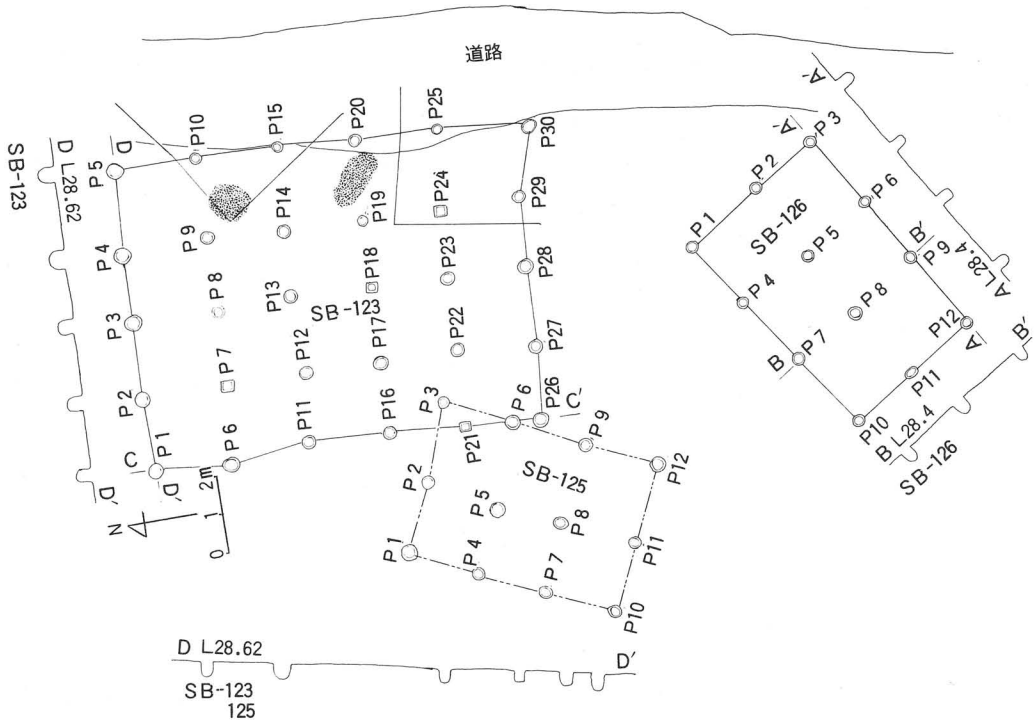 道路
SB-123
D L28.62
D
D'
D'
P5
P10
P15
P20
P25
P30
P4
P9
P14
P19
P24
P29
P3
P8
P13
P18
P23
P28
SB-123
P2
P7
P12
P17
P22
P27
P1
P6
P11
P16
P21
P26
C
C'
N
0 1 2m
P3
P6
P9
P12
P2
P5
P8
P11
P1
P4
P7
P10
SB-125
A'
A'
P3
P2
P6
P1
SB-126
P5
B'
P9
A L28.4
P4
P8
P12
A
B'
B
P7
P11
P10
B L28.4
SB-126
D L28.62
D'
SB-123
125